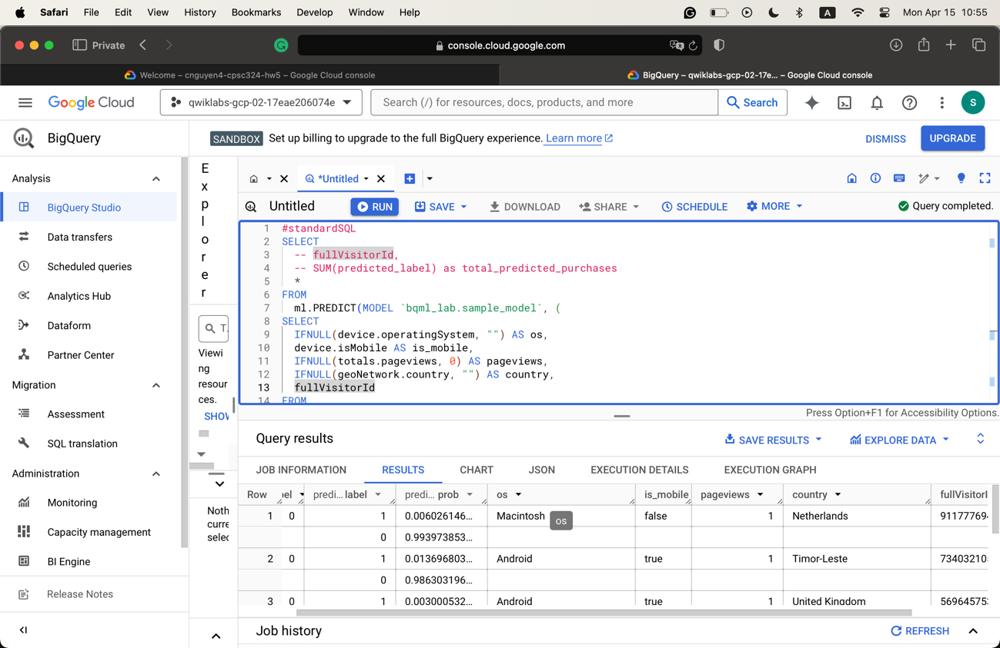 Safari File Edit View History Bookmarks Develop Window Help A Mon Apr 15 10:55
Private console.cloud.google.com
Welcome – cnguyen4-cpsc324-hw5 – Google Cloud console BigQuery – qwiklabs-gcp-02-17e... – Google Cloud console
Google Cloud qwiklabs-gcp-02-17eae206074e Search (/) for resources, docs, products, and more Search S
BigQuery
SANDBOX Set up billing to upgrade to the full BigQuery experience. Learn more DISMISS UPGRADE
Analysis
BigQuery Studio
Data transfers
Scheduled queries
Analytics Hub
Dataform
Partner Center
Migration
Assessment
SQL translation
Administration
Monitoring
Capacity management
BI Engine
Release Notes
E
x
p
l
o
r
e
r
T.
Viewi
ng
resour
ces.
SHOW
Noth
curre
selec
*Untitled
Untitled RUN SAVE DOWNLOAD SHARE SCHEDULE MORE Query completed.
1 #standardSQL
2 SELECT
3 -- fullVisitorId,
4 -- SUM(predicted_label) as total_predicted_purchases
5 *
6 FROM
7 ml.PREDICT(MODEL `bqml_lab.sample_model`, (
8 SELECT
9 IFNULL(device.operatingSystem, "") AS os,
10 device.isMobile AS is_mobile,
11 IFNULL(totals.pageviews, 0) AS pageviews,
12 IFNULL(geoNetwork.country, "") AS country,
13 fullVisitorId
14 FROM
Press Option+F1 for Accessibility Options.
Query results SAVE RESULTS EXPLORE DATA
JOB INFORMATION RESULTS CHART JSON EXECUTION DETAILS EXECUTION GRAPH
Row el predi... label predi... prob os is_mobile pageviews country fullVisitorI
1 0 1 0.006026146... Macintosh false 1 Netherlands 911777694
os
0 0.993973853...
2 0 1 0.013696803... Android true 1 Timor-Leste 73403210
0 0.986303196...
3 0 1 0.003000532... Android true 1 United Kingdom 569645753
Job history REFRESH